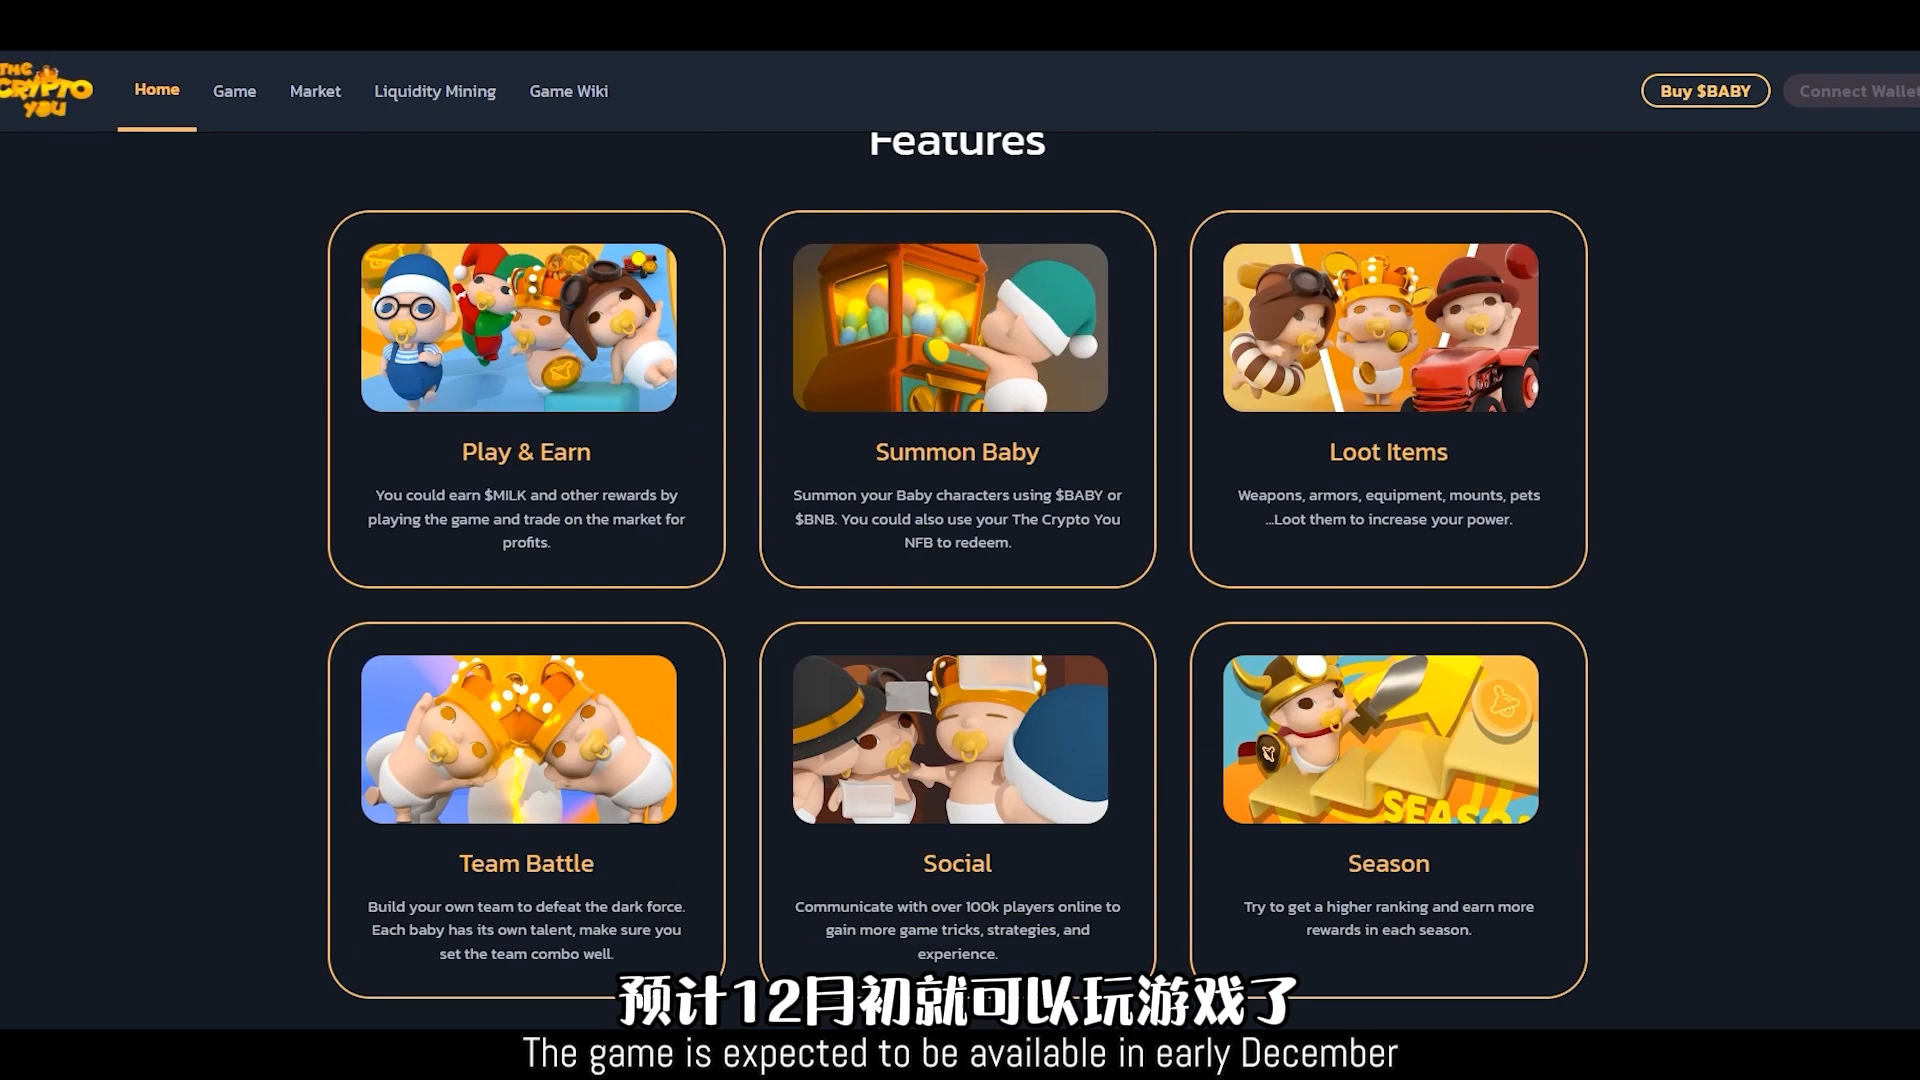 THE
CRYPTO
YOU
Home
Game
Market
Liquidity Mining
Game Wiki
Buy $BABY
Connect Wallet
Features
Play & Earn
You could earn $MILK and other rewards by
playing the game and trade on the market for
profits.
Summon Baby
Summon your Baby characters using $BABY or
$BNB. You could also use your The Crypto You
NFB to redeem.
Loot Items
Weapons, armors, equipment, mounts, pets
...Loot them to increase your power.
SEASON
Team Battle
Build your own team to defeat the dark force.
Each baby has its own talent, make sure you
set the team combo well.
Social
Communicate with over 100k players online to
gain more game tricks, strategies, and
experience.
Season
Try to get a higher ranking and earn more
rewards in each season.
预计12月初就可以玩游戏了
The game is expected to be available in early December